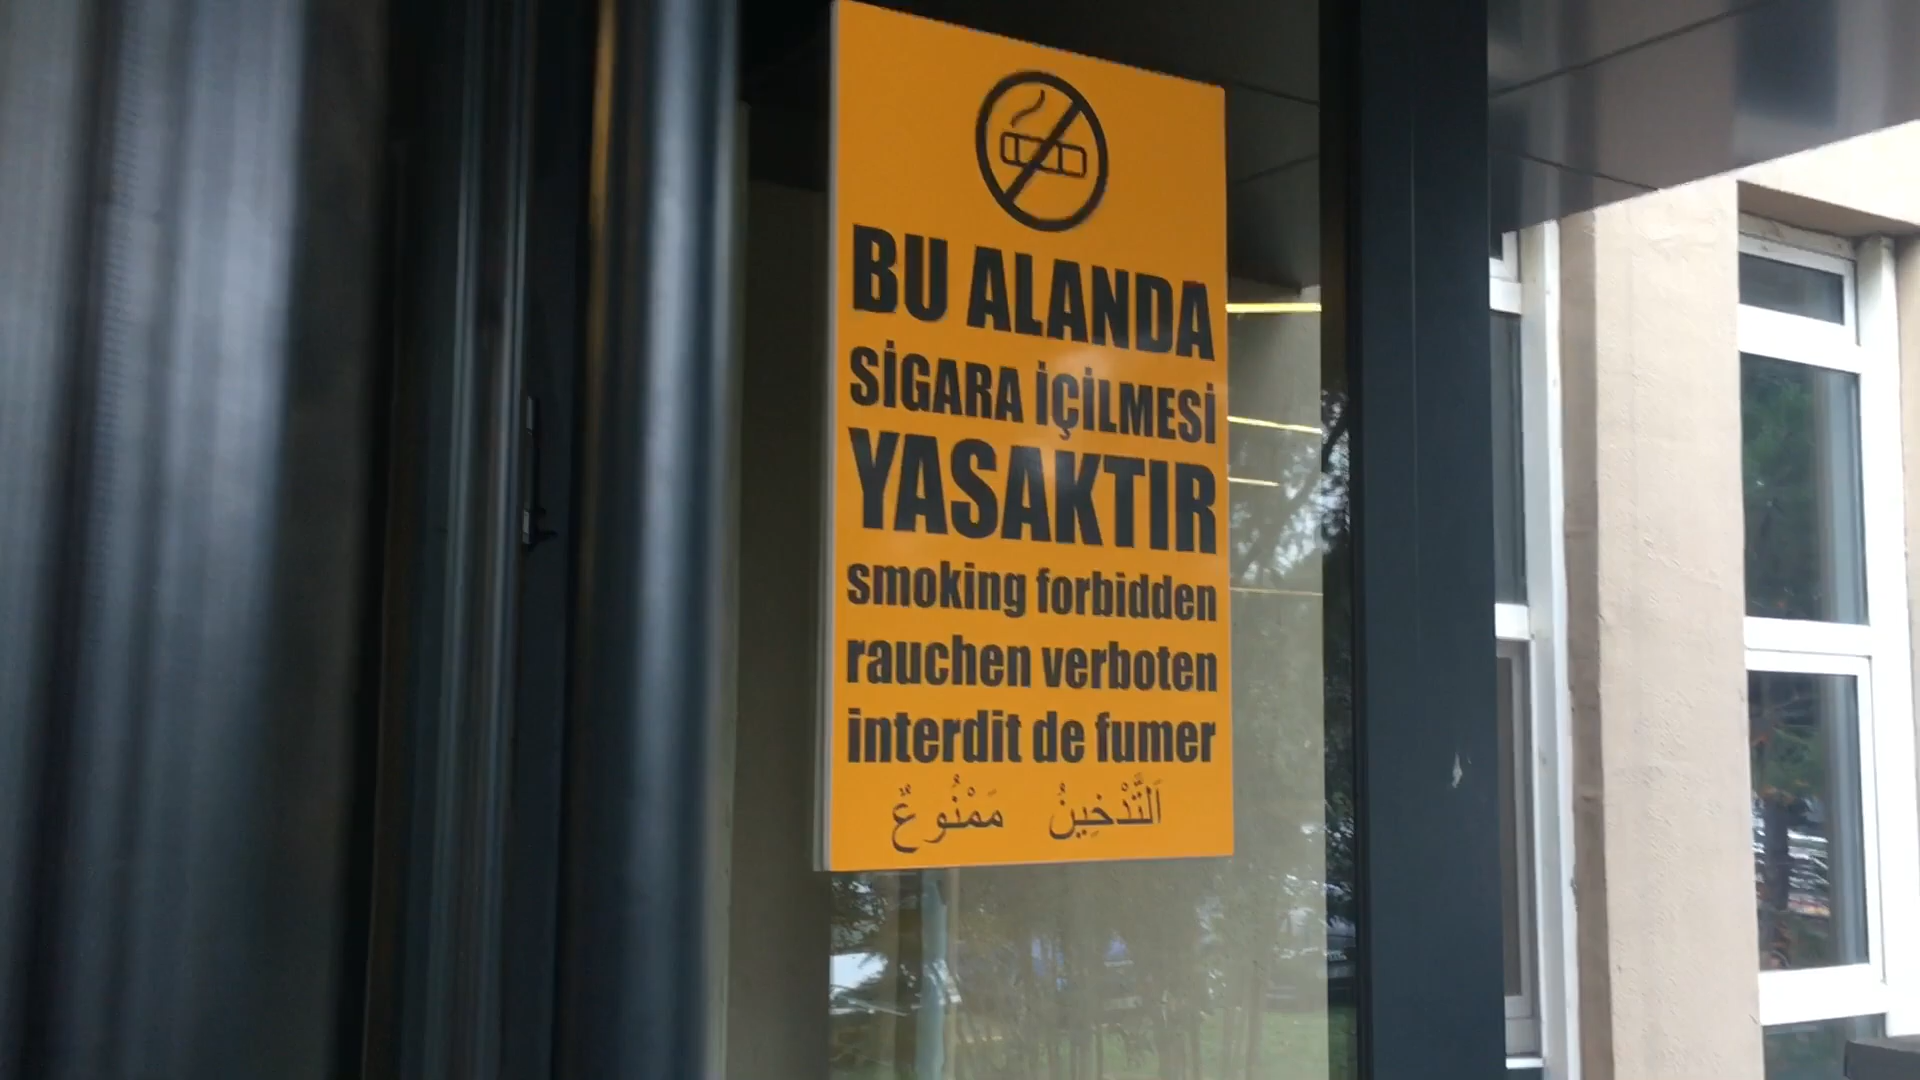 BU ALANDA
SİGARA İÇİLMESİ
YASAKTIR
smoking forbidden
rauchen verboten
interdit de fumer
اَلتَّدْخِينُ مَمْنُوعٌ